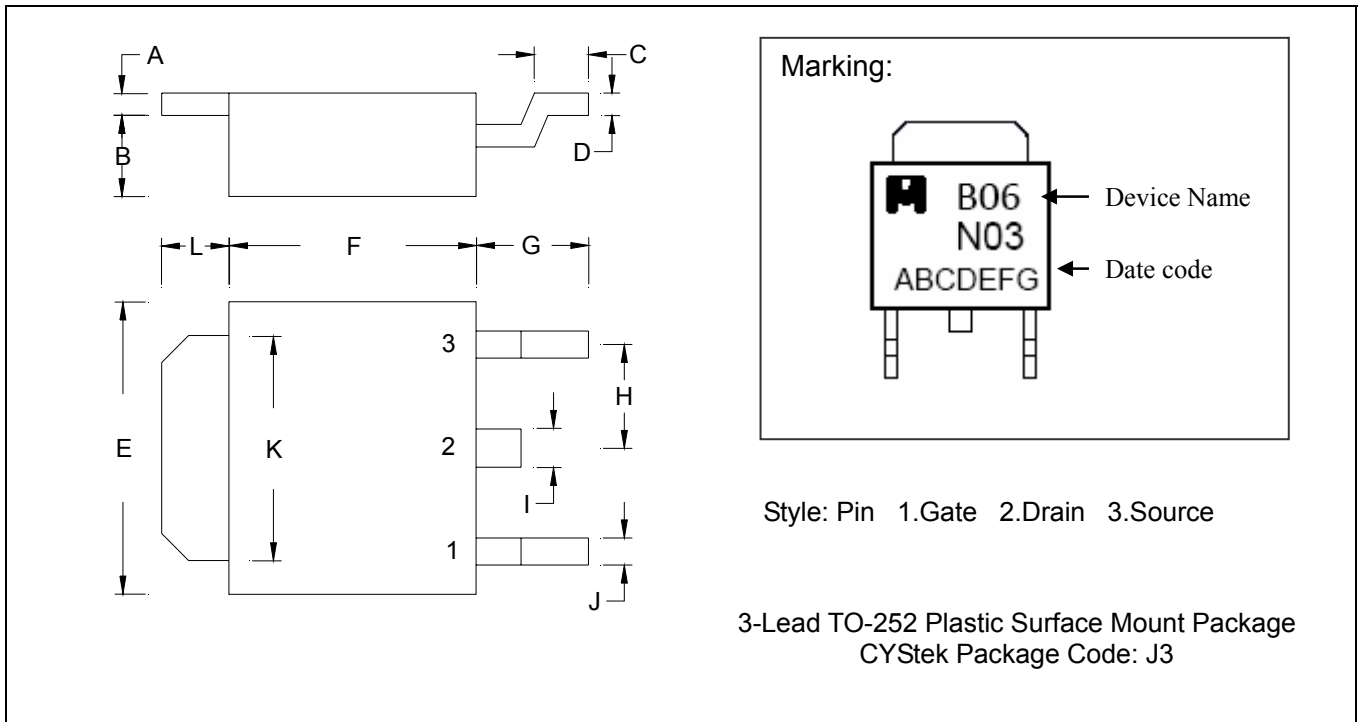 A
C
B
D
L
F
G
3
H
E
K
2
I
1
J
Marking:
B06
N03
ABCDEFG
Device Name
Date code
Style: Pin 1.Gate 2.Drain 3.Source
3-Lead TO-252 Plastic Surface Mount Package
CYStek Package Code: J3